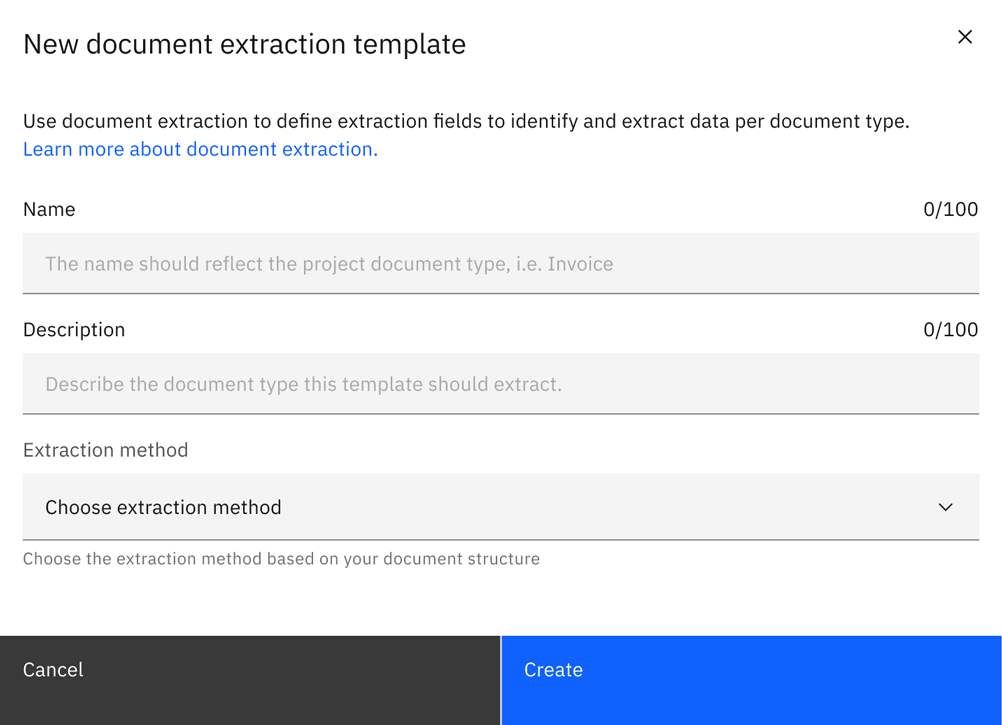 New document extraction template
Use document extraction to define extraction fields to identify and extract data per document type.
Learn more about document extraction.
Name 0/100
The name should reflect the project document type, i.e. Invoice
Description 0/100
Describe the document type this template should extract.
Extraction method
Choose extraction method
Choose the extraction method based on your document structure
Cancel Create